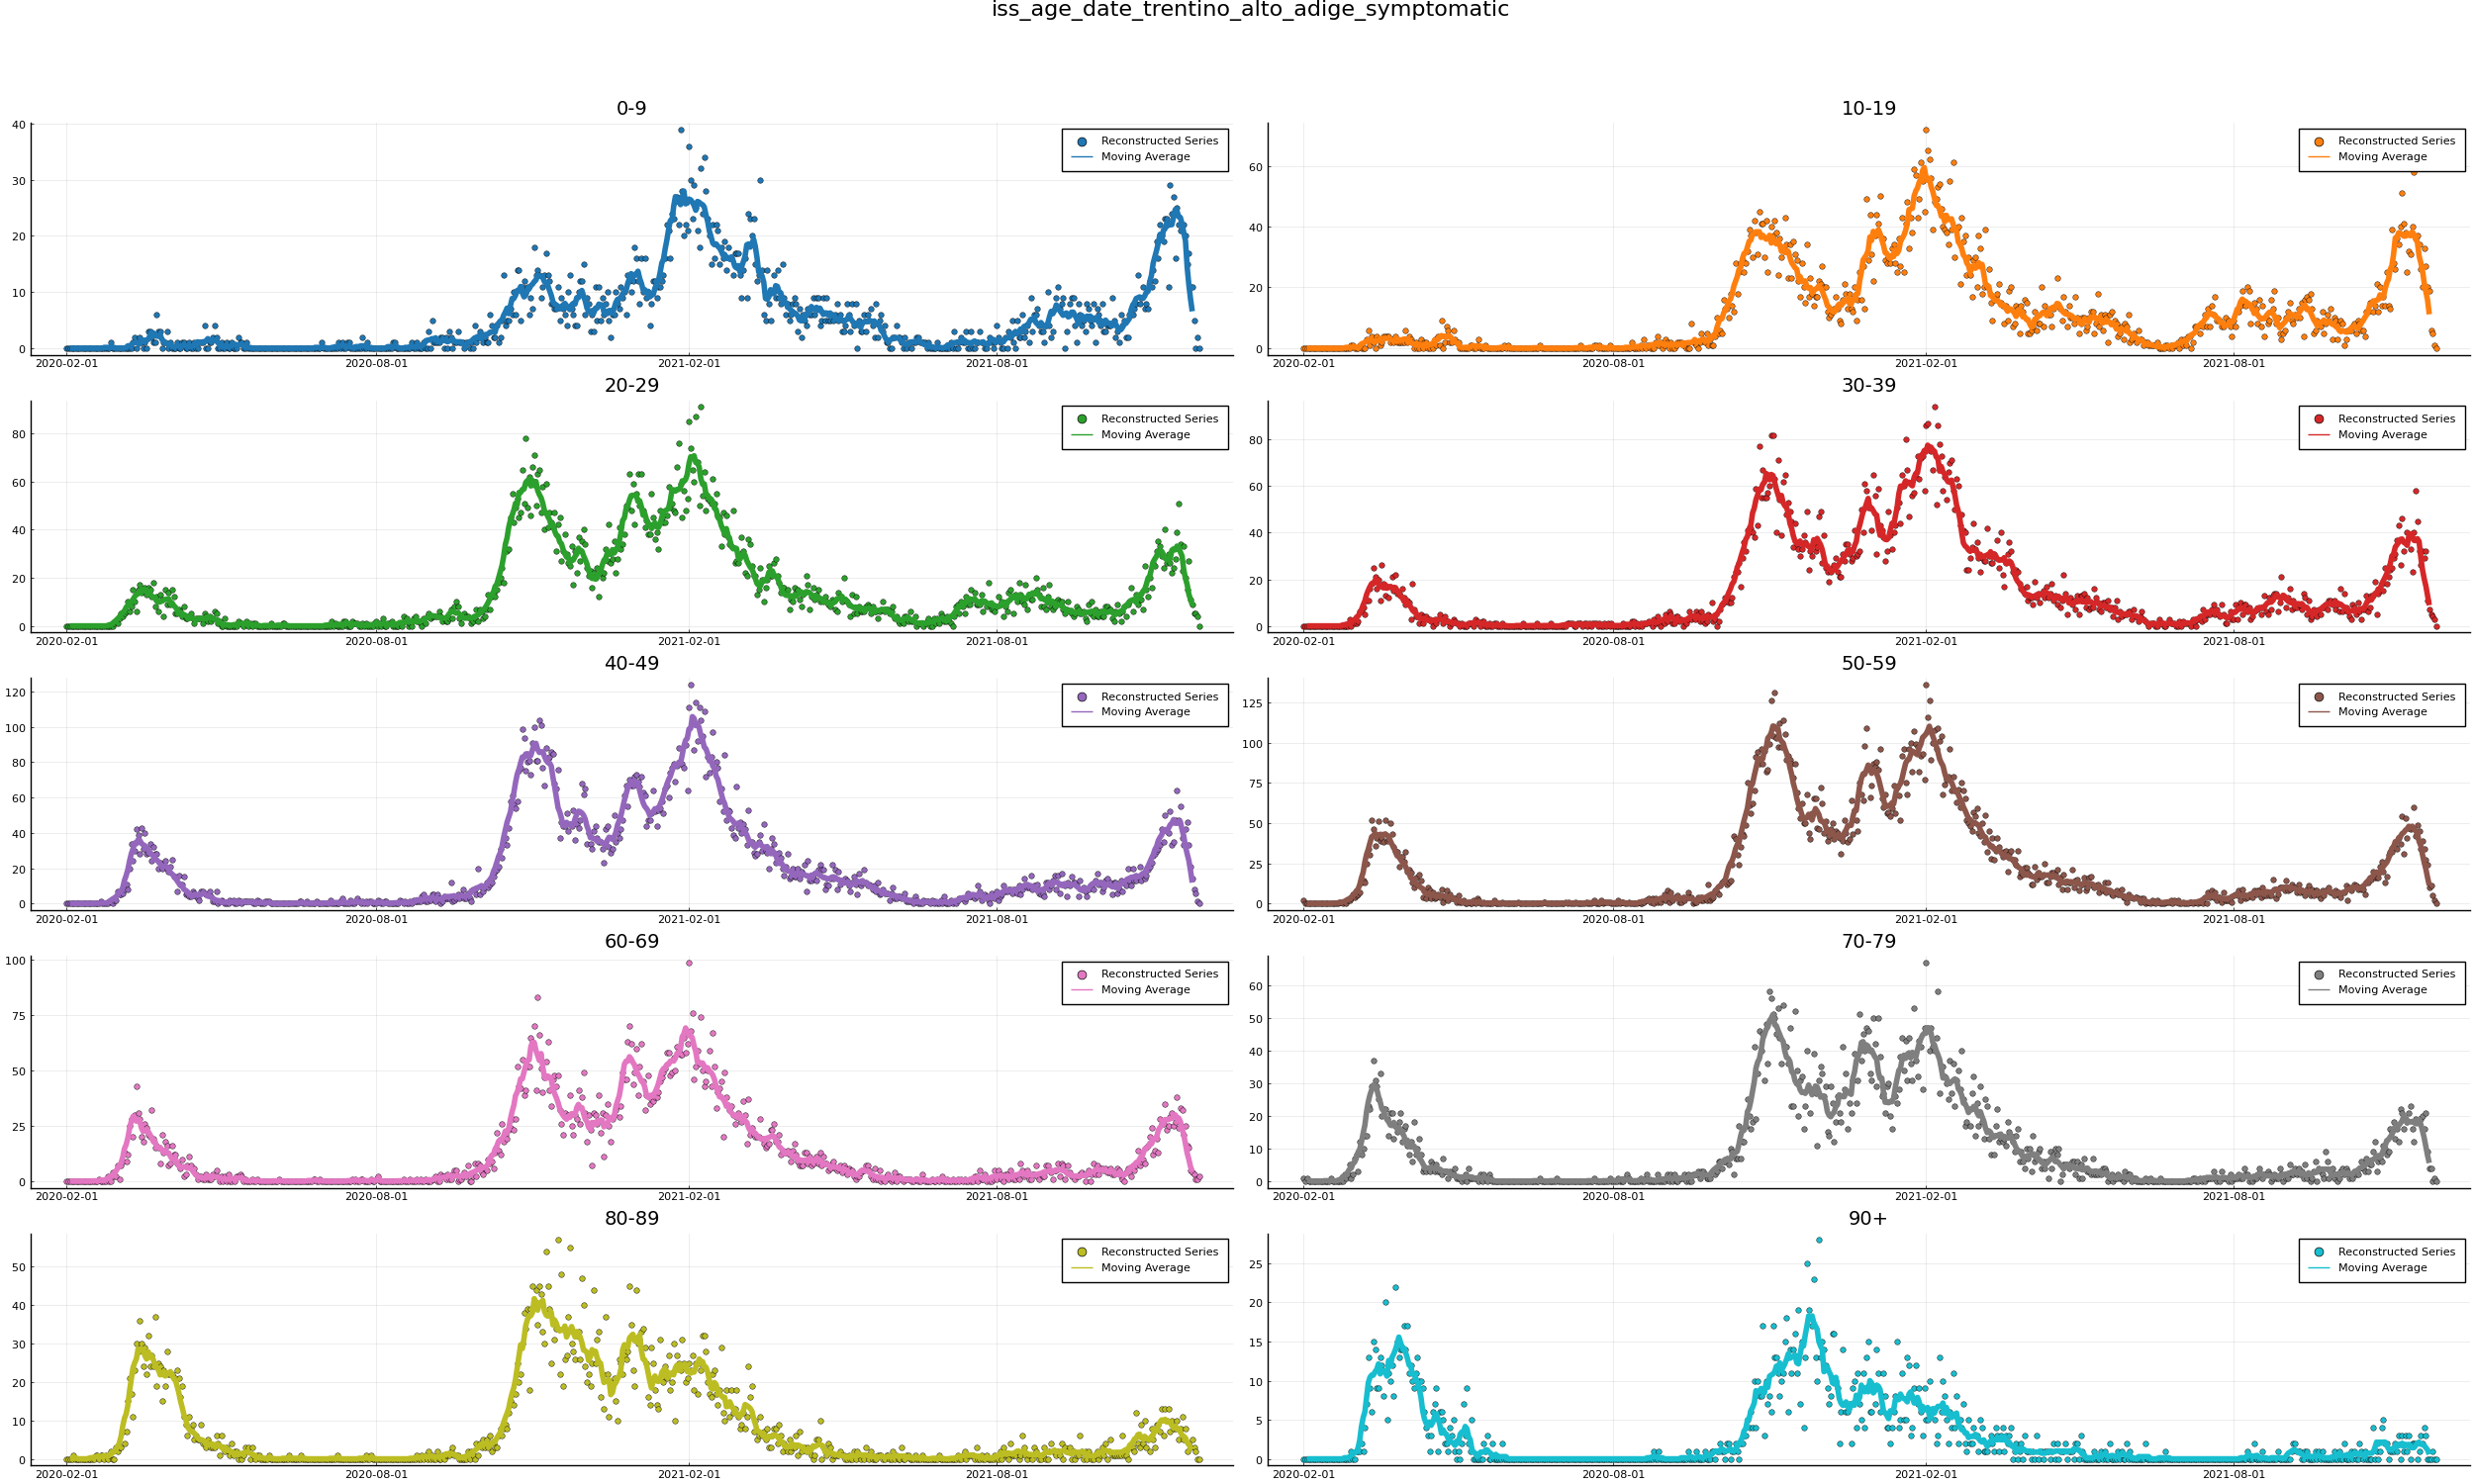 iss_age_date_trentino_alto_adige_symptomatic
0-9
40
30
20
10
0
Reconstructed Series
Moving Average
2020-02-01 2020-08-01 2021-02-01 2021-08-01
10-19
60
40
20
0
Reconstructed Series
Moving Average
2020-02-01 2020-08-01 2021-02-01 2021-08-01
20-29
80
60
40
20
0
Reconstructed Series
Moving Average
2020-02-01 2020-08-01 2021-02-01 2021-08-01
30-39
80
60
40
20
0
Reconstructed Series
Moving Average
2020-02-01 2020-08-01 2021-02-01 2021-08-01
40-49
120
100
80
60
40
20
0
Reconstructed Series
Moving Average
2020-02-01 2020-08-01 2021-02-01 2021-08-01
50-59
125
100
75
50
25
0
Reconstructed Series
Moving Average
2020-02-01 2020-08-01 2021-02-01 2021-08-01
60-69
100
75
50
25
0
Reconstructed Series
Moving Average
2020-02-01 2020-08-01 2021-02-01 2021-08-01
70-79
60
50
40
30
20
10
0
Reconstructed Series
Moving Average
2020-02-01 2020-08-01 2021-02-01 2021-08-01
80-89
50
40
30
20
10
0
Reconstructed Series
Moving Average
2020-02-01 2020-08-01 2021-02-01 2021-08-01
90+
25
20
15
10
5
0
Reconstructed Series
Moving Average
2020-02-01 2020-08-01 2021-02-01 2021-08-01